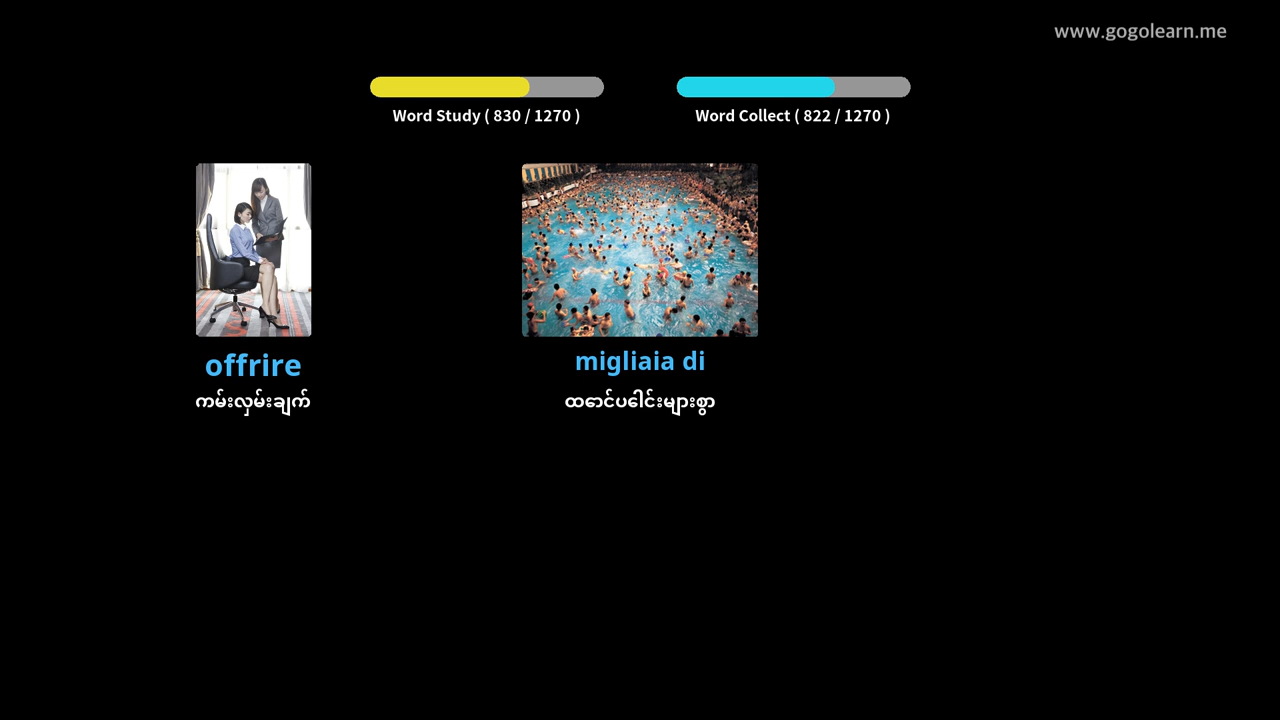 www.gogolearn.me
Word Study ( 830 / 1270 )
Word Collect ( 822 / 1270 )
offrire
ကမ်းလှမ်းချက်
migliaia di
ထောင်ပေါင်းများစွာ